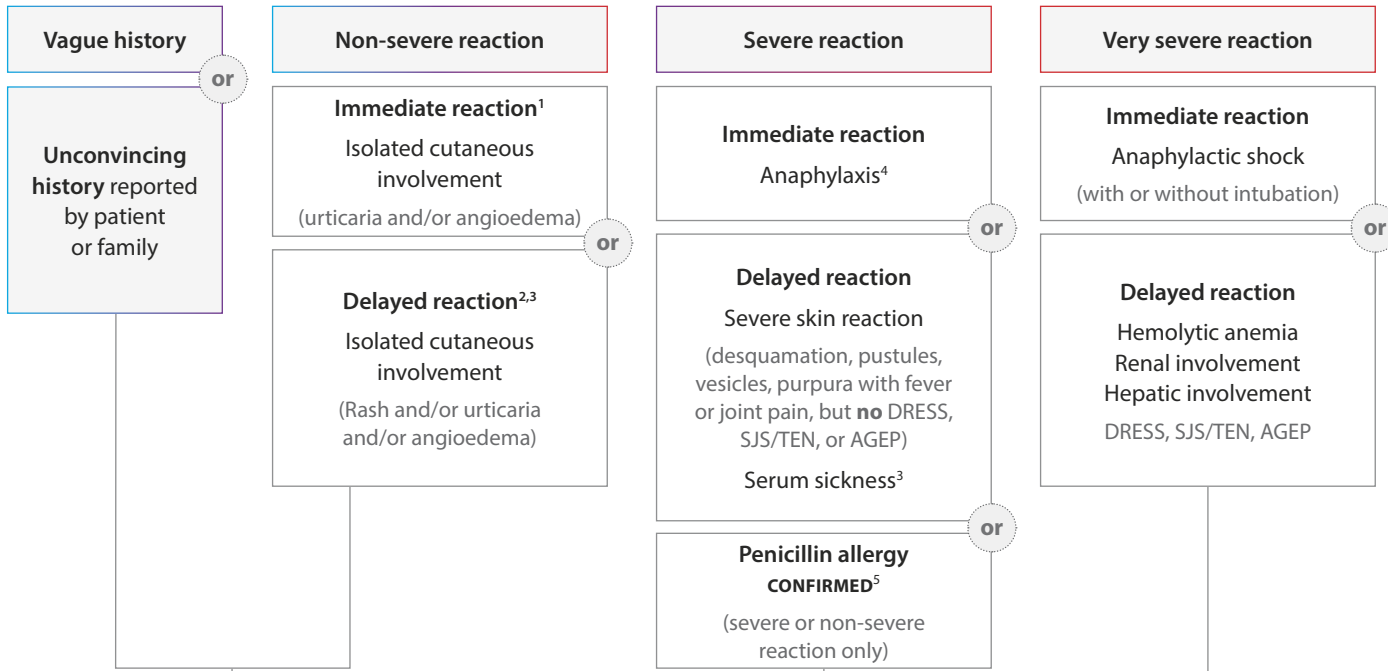 Vague history
or
Unconvincing
history reported
by patient
or family
Non-severe reaction
Immediate reaction¹
Isolated cutaneous
involvement
(urticaria and/or angioedema)
or
Delayed reaction²,³
Isolated cutaneous
involvement
(Rash and/or urticaria
and/or angioedema)
Severe reaction
Immediate reaction
Anaphylaxis⁴
or
Delayed reaction
Severe skin reaction
(desquamation, pustules,
vesicles, purpura with fever
or joint pain, but no DRESS,
SJS/TEN, or AGEP)
Serum sickness³
or
Penicillin allergy
CONFIRMED⁵
(severe or non-severe
reaction only)
Very severe reaction
Immediate reaction
Anaphylactic shock
(with or without intubation)
or
Delayed reaction
Hemolytic anemia
Renal involvement
Hepatic involvement
DRESS, SJS/TEN, AGEP